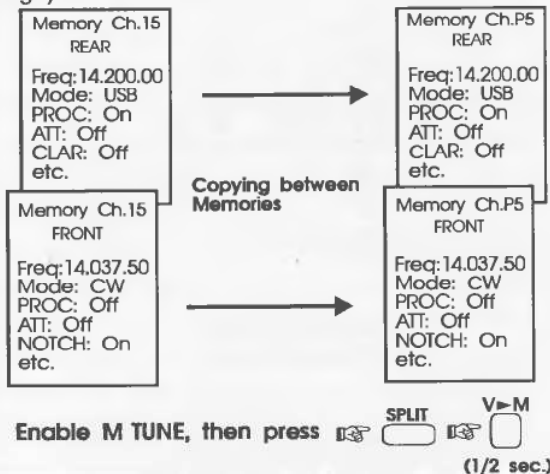 Memory Ch.15
REAR
Freq:14.200.00
Mode: USB
PROC: On
ATT: Off
CLAR: Off
etc.
Memory Ch.P5
REAR
Freq:14.200.00
Mode: USB
PROC: On
ATT: Off
CLAR: Off
etc.
Copying between
Memories
Memory Ch.15
FRONT
Freq:14.037.50
Mode: CW
PROC: Off
ATT: Off
NOTCH: On
etc.
Memory Ch.P5
FRONT
Freq:14.037.50
Mode: CW
PROC: Off
ATT: Off
NOTCH: On
etc.
Enable M TUNE, then press ☞ SPLIT ☞ V►M
(1/2 sec.)